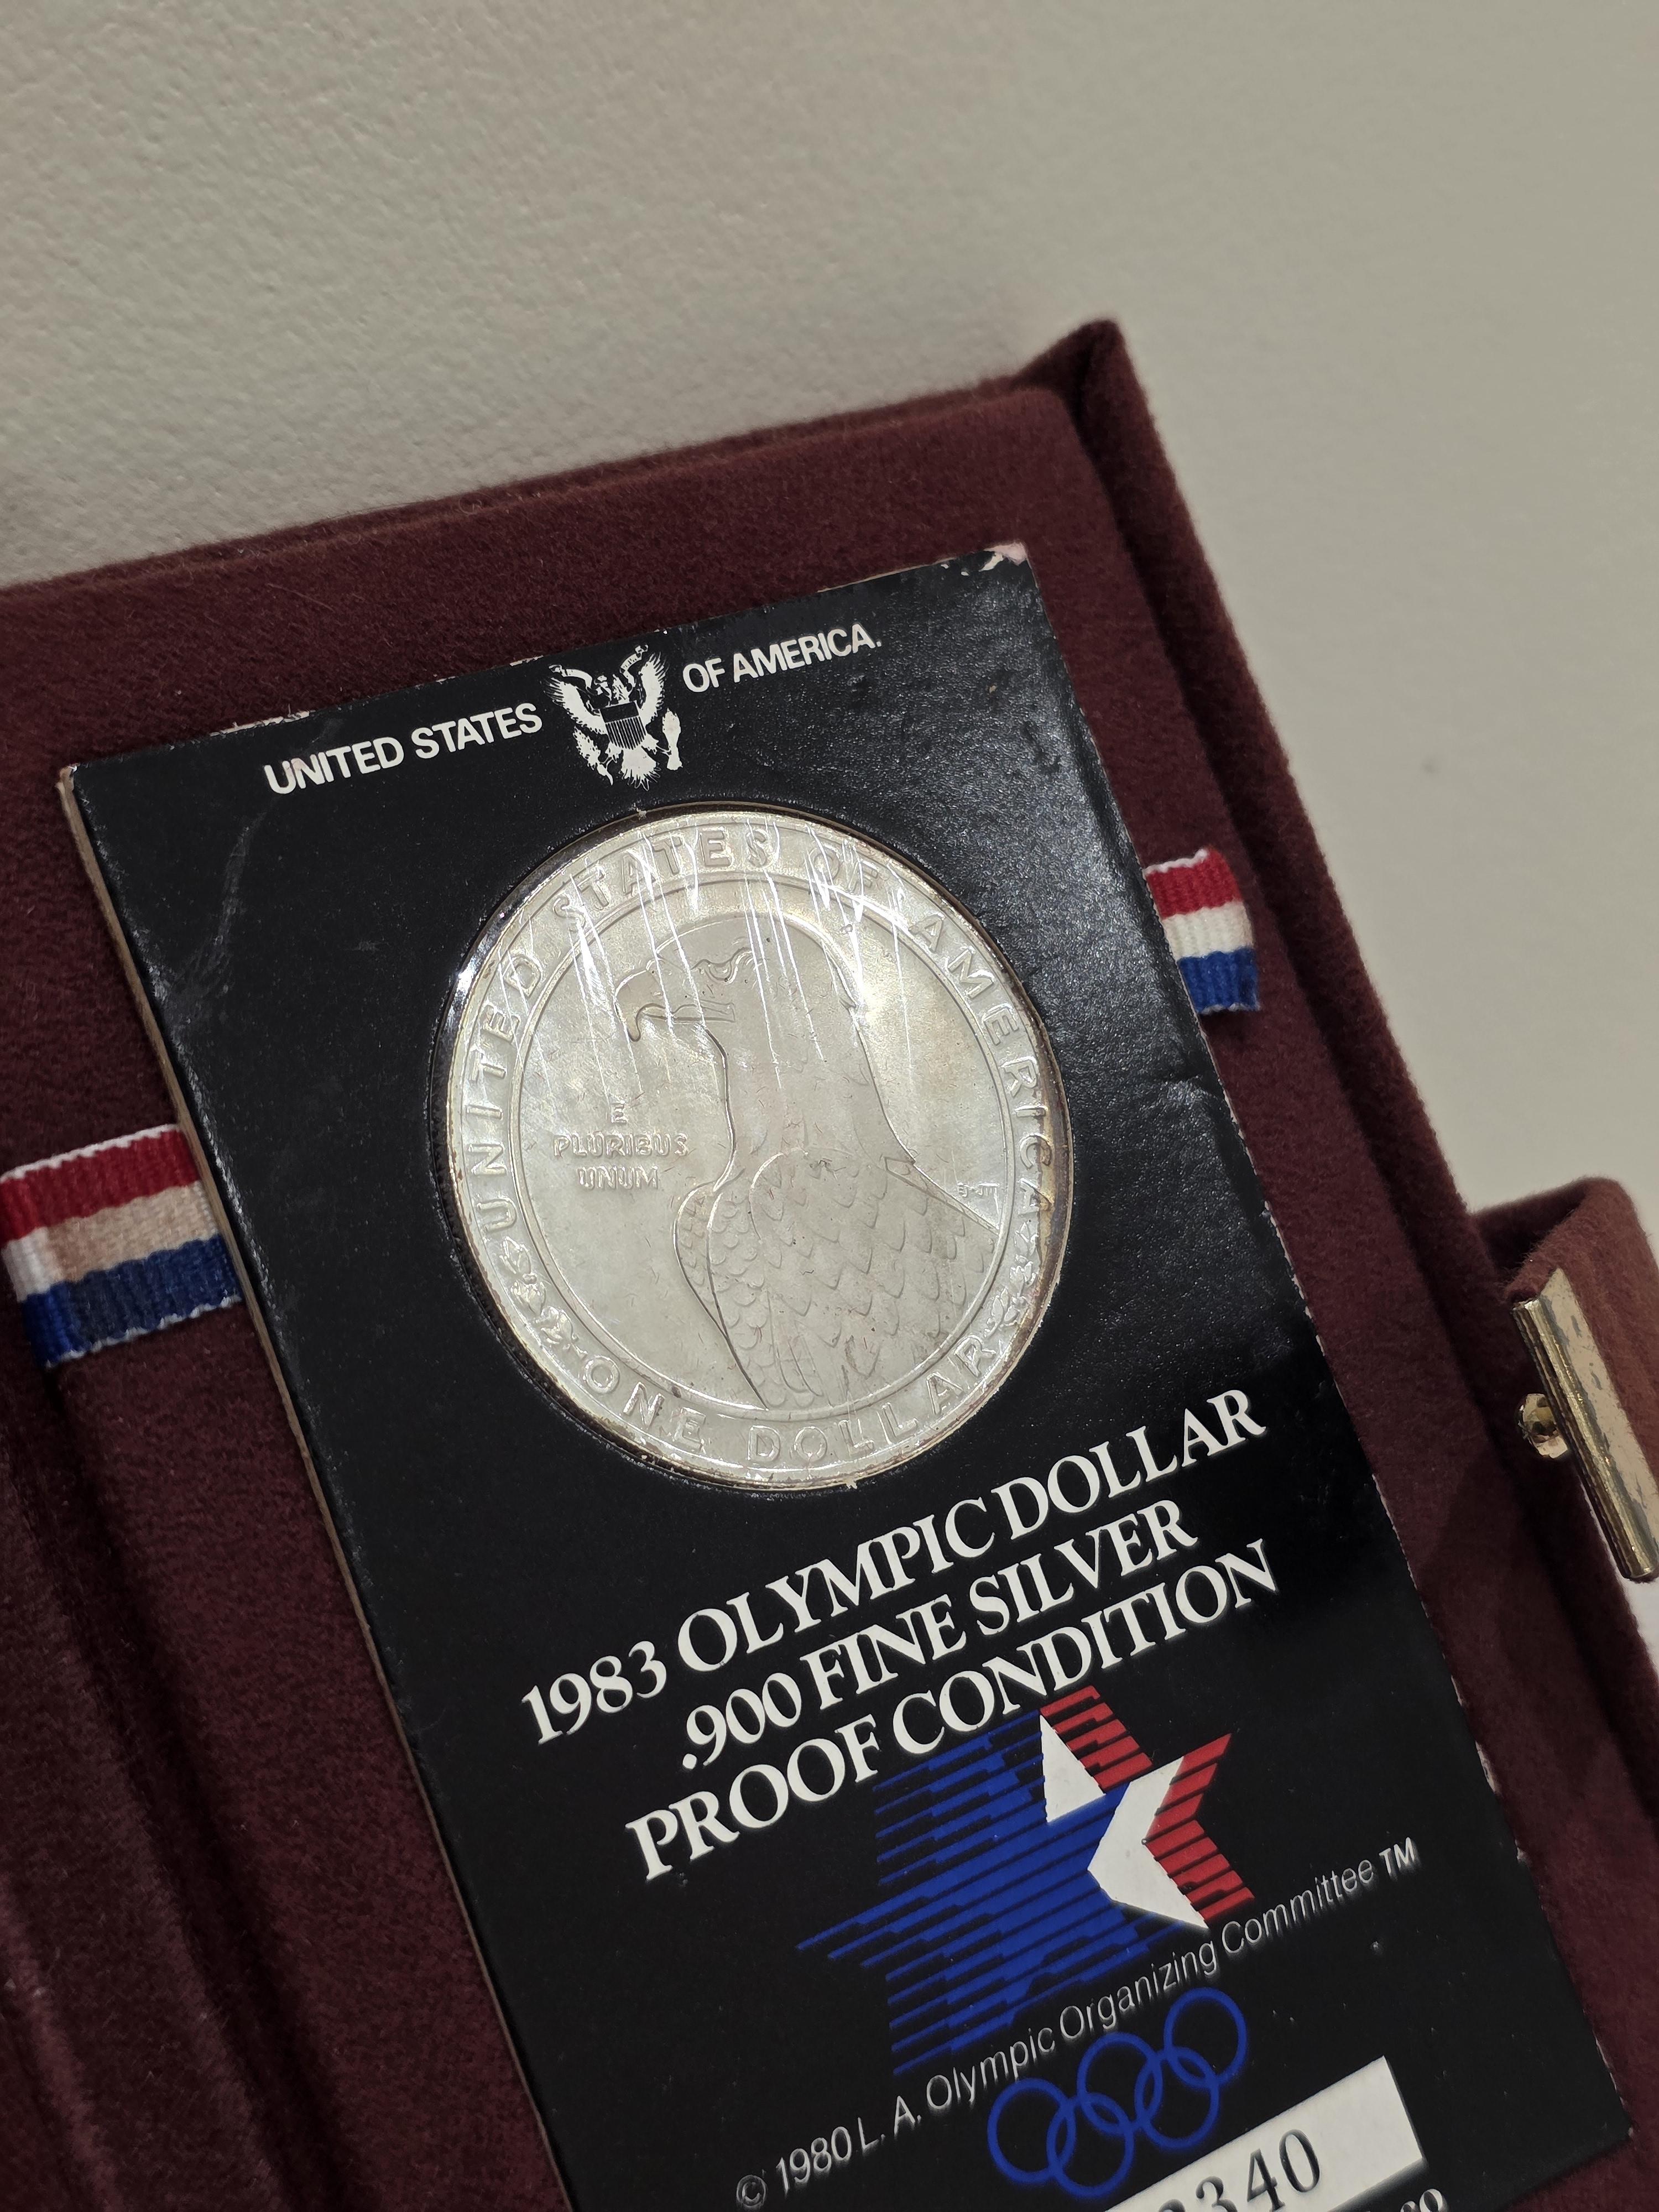 UNITED STATES OF AMERICA.
UNITED STATES OF AMERICA
E
PLURIBUS
UNUM
ONE DOLLAR
1983 OLYMPIC DOLLAR
.900 FINE SILVER
PROOF CONDITION
© 1980 L. A. Olympic Organizing Committee TM
340